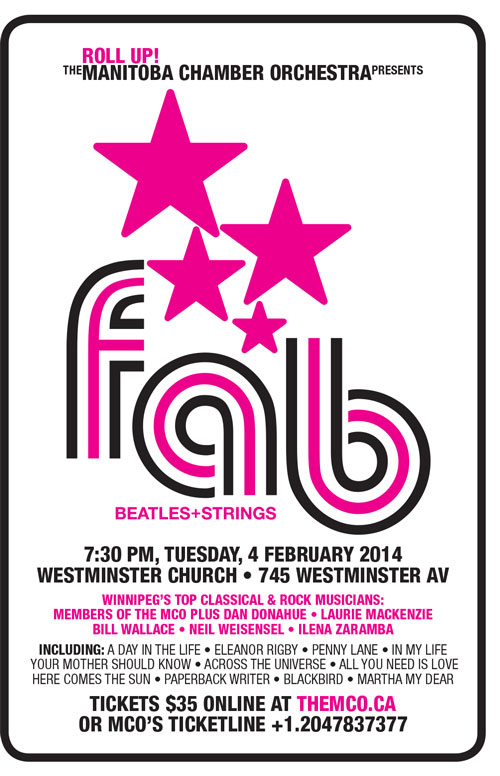 ROLL UP!
THE MANITOBA CHAMBER ORCHESTRA PRESENTS
fab
BEATLES+STRINGS
7:30 PM, TUESDAY, 4 FEBRUARY 2014
WESTMINSTER CHURCH • 745 WESTMINSTER AV
WINNIPEG'S TOP CLASSICAL & ROCK MUSICIANS:
MEMBERS OF THE MCO PLUS DAN DONAHUE • LAURIE MACKENZIE
BILL WALLACE • NEIL WEISENSEL • ILENA ZARAMBA
INCLUDING: A DAY IN THE LIFE • ELEANOR RIGBY • PENNY LANE • IN MY LIFE
YOUR MOTHER SHOULD KNOW • ACROSS THE UNIVERSE • ALL YOU NEED IS LOVE
HERE COMES THE SUN • PAPERBACK WRITER • BLACKBIRD • MARTHA MY DEAR
TICKETS $35 ONLINE AT THEMCO.CA
OR MCO'S TICKETLINE +1.2047837377